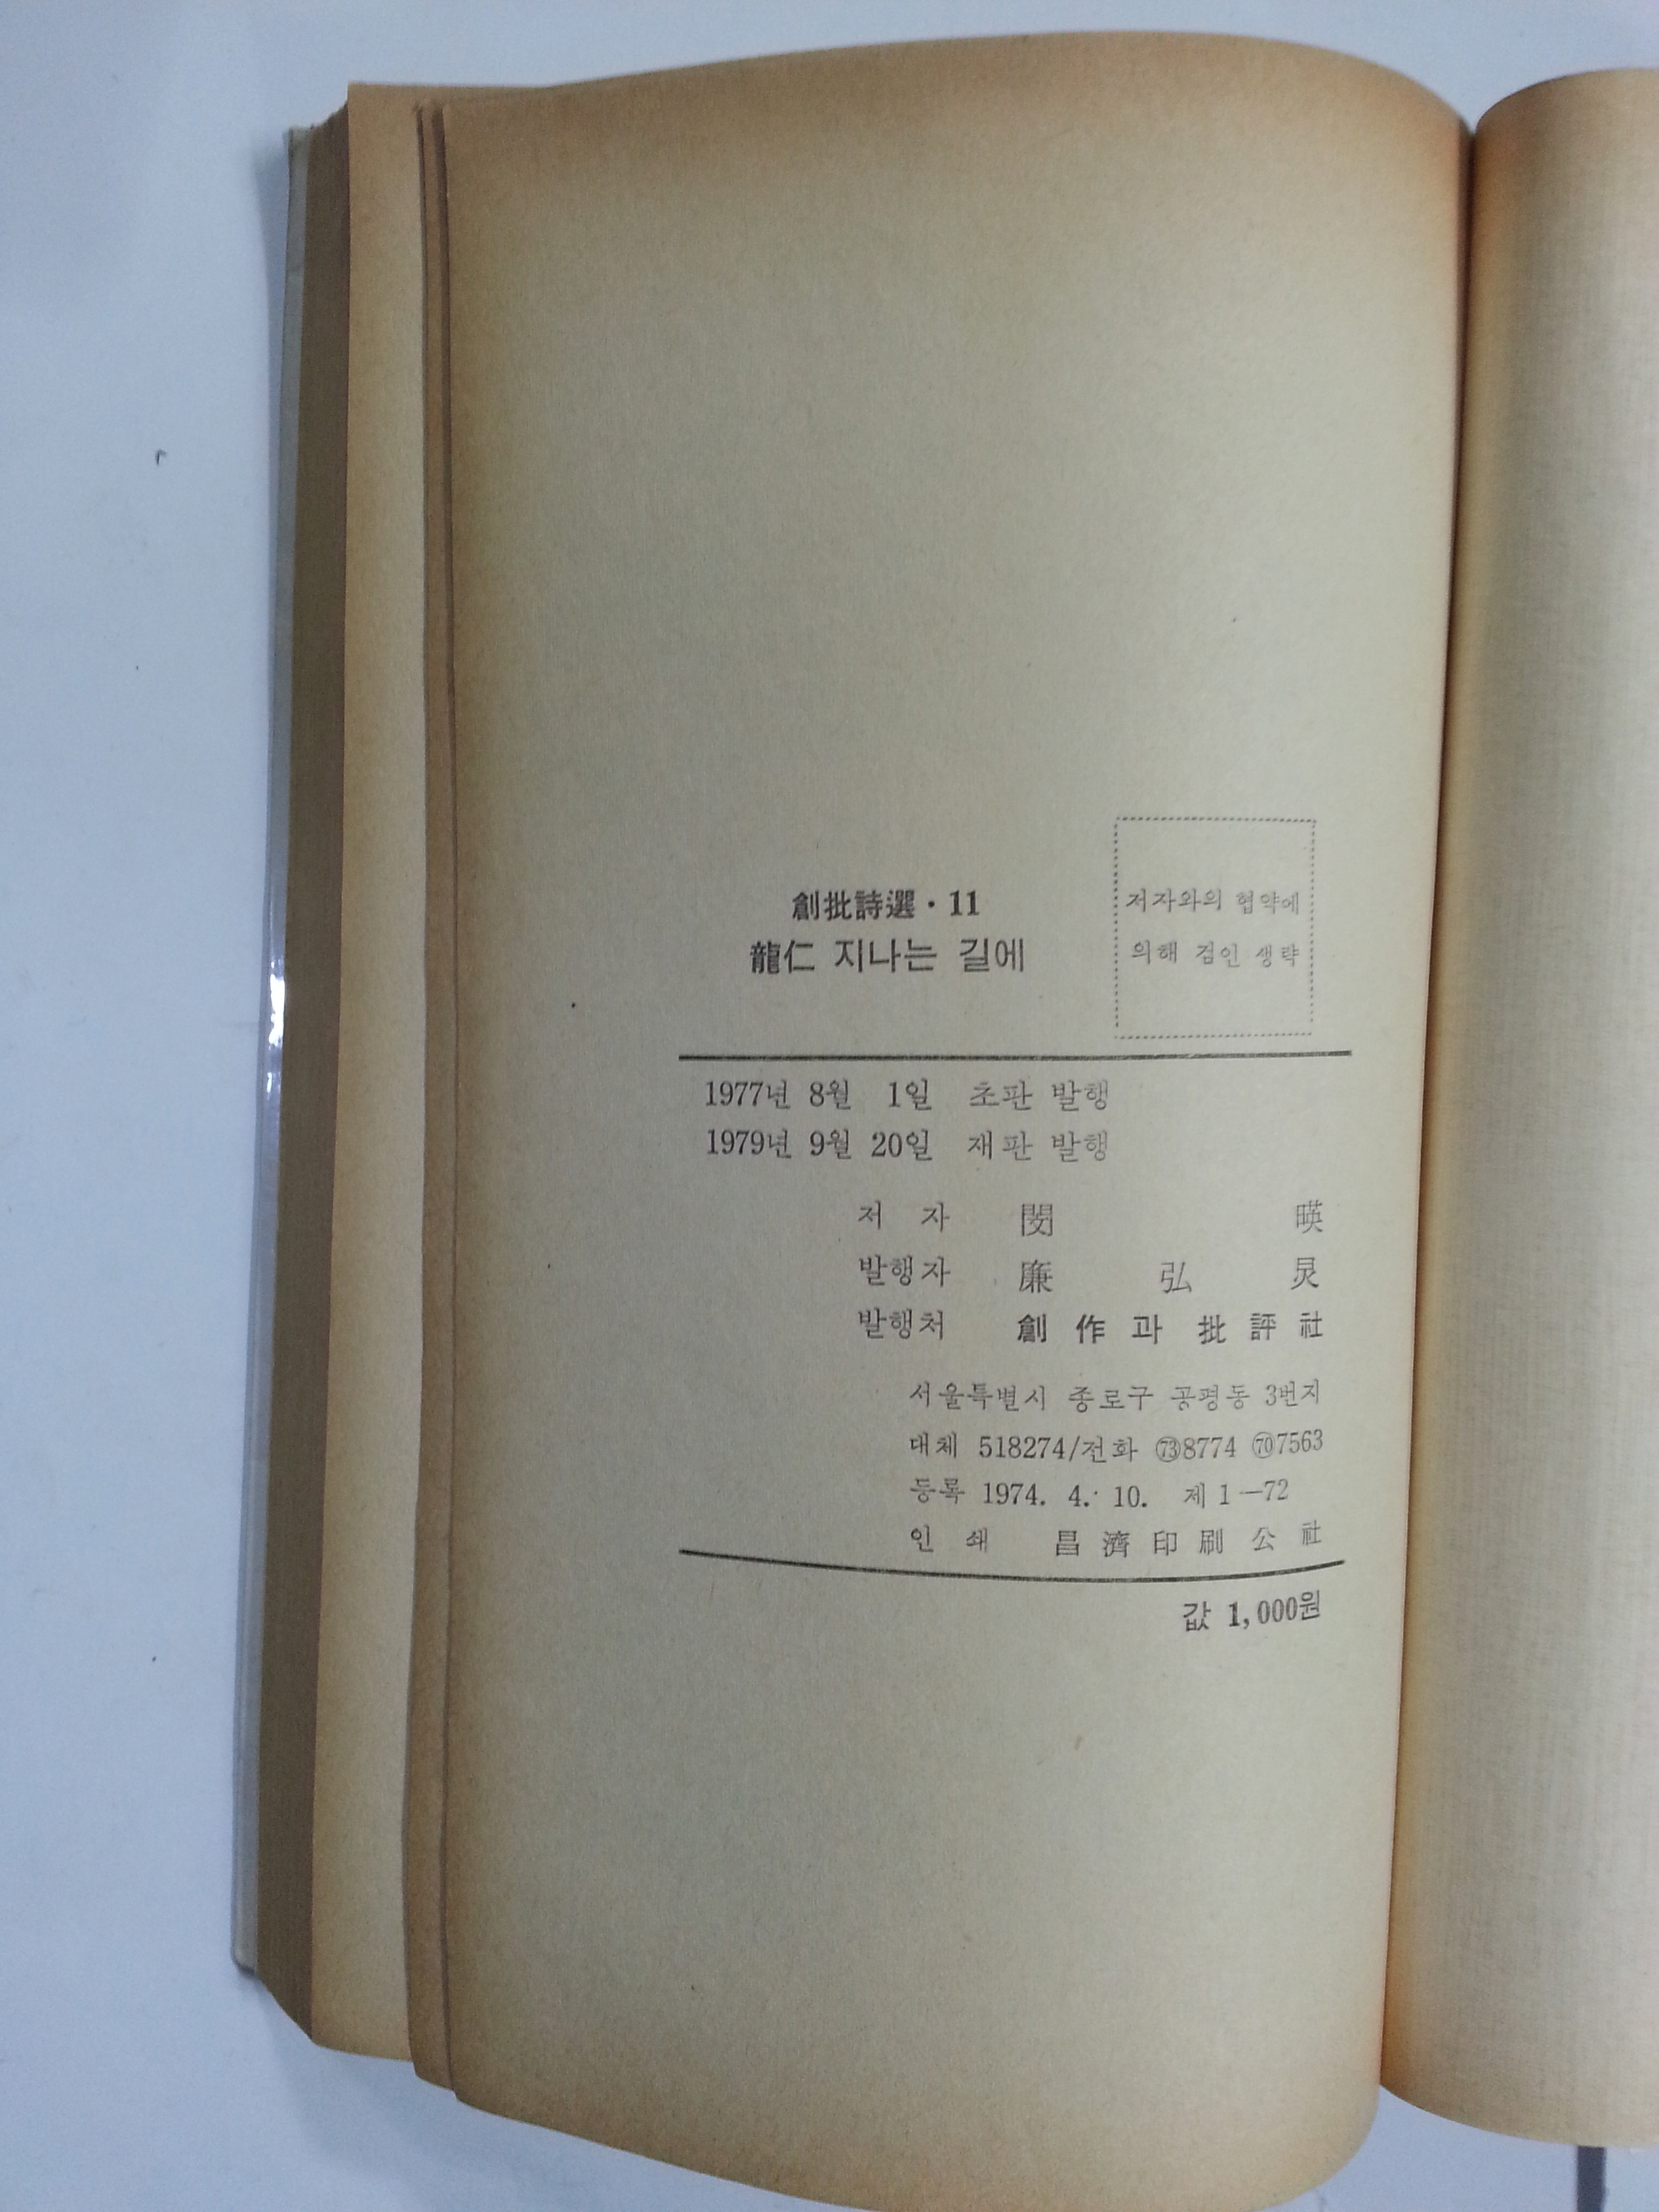 創批詩選·11
龍仁 지나는 길에
저자와의 협약에
의해 검인 생략
1977년 8월 1일 초판 발행
1979년 9월 20일 재판 발행
저 자 閔 暎
발행자 廉 弘 炅
발행처 創作과 批評社
서울특별시 종로구 공평동 3번지
대체 518274/전화 ㉓8774 ⑦⓪7563
등록 1974. 4. 10. 제 1—72
인 쇄 昌濟印刷公社
값 1,000원